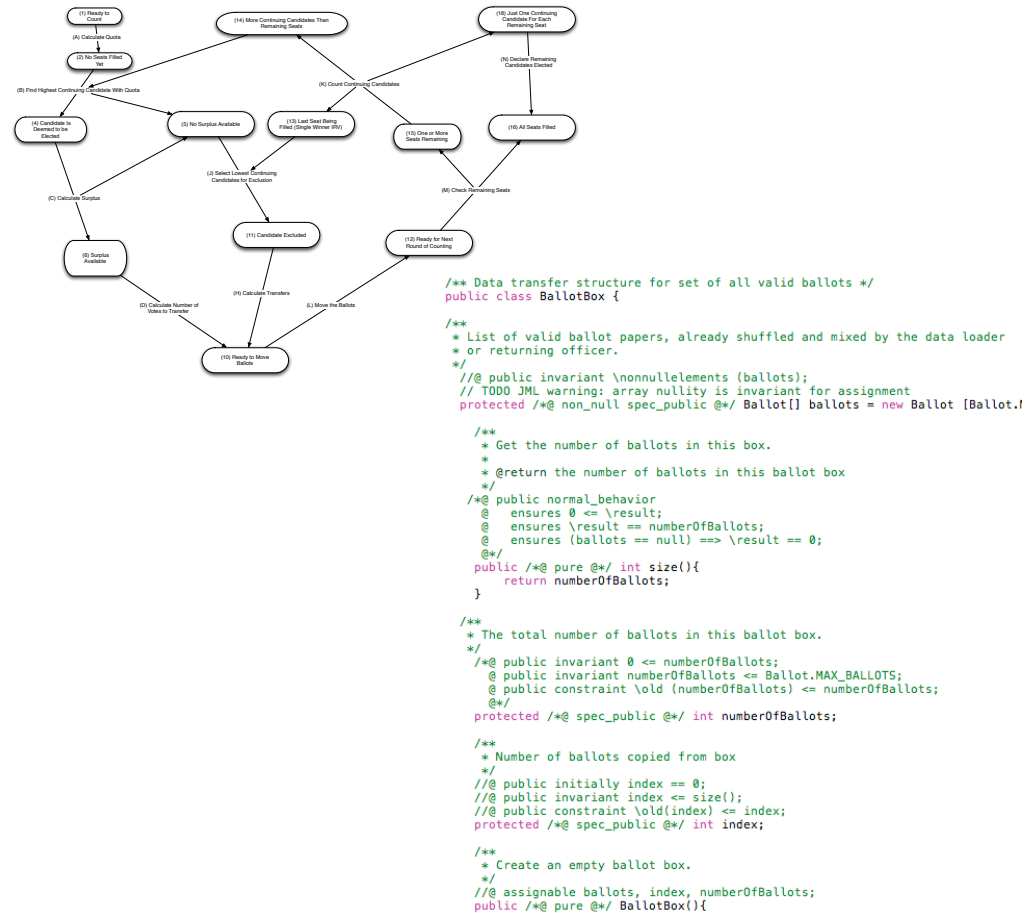 (1) Ready to
Count
(A) Calculate Quota
(2) No Seats Filled
Yet
(B) Find Highest Continuing Candidate With Quota
(4) Candidate Is
Deemed to be
Elected
(5) No Surplus Available
(C) Calculate Surplus
(6) Surplus
Available
(D) Calculate Number of
Votes to Transfer
(10) Ready to Move
Ballots
(14) More Continuing Candidates Than
Remaining Seats
(K) Count Continuing Candidates
(13) Last Seat Being
Filled (Single Winner IRV)
(J) Select Lowest Continuing
Candidates for Exclusion
(11) Candidate Excluded
(H) Calculate Transfers
(L) Move the Ballots
(18) Just One Continuing
Candidate For Each
Remaining Seat
(N) Declare Remaining
Candidates Elected
(15) One or More
Seats Remaining
(16) All Seats Filled
(M) Check Remaining Seats
(12) Ready for Next
Round of Counting
/** Data transfer structure for set of all valid ballots */
public class BallotBox {
/**
* List of valid ballot papers, already shuffled and mixed by the data loader
* or returning officer.
*/
//@ public invariant \nonnullelements (ballots);
// TODO JML warning: array nullity is invariant for assignment
protected /*@ non_null spec_public @*/ Ballot[] ballots = new Ballot [Ballot.
/**
* Get the number of ballots in this box.
*
* @return the number of ballots in this ballot box
*/
/*@ public normal_behavior
@ ensures 0 <= \result;
@ ensures \result == numberOfBallots;
@ ensures (ballots == null) ==> \result == 0;
@*/
public /*@ pure @*/ int size(){
return numberOfBallots;
}
/**
* The total number of ballots in this ballot box.
*/
/*@ public invariant 0 <= numberOfBallots;
@ public invariant numberOfBallots <= Ballot.MAX_BALLOTS;
@ public constraint \old (numberOfBallots) <= numberOfBallots;
@*/
protected /*@ spec_public @*/ int numberOfBallots;
/**
* Number of ballots copied from box
*/
//@ public initially index == 0;
//@ public invariant index <= size();
//@ public constraint \old(index) <= index;
protected /*@ spec_public @*/ int index;
/**
* Create an empty ballot box.
*/
//@ assignable ballots, index, numberOfBallots;
public /*@ pure @*/ BallotBox(){